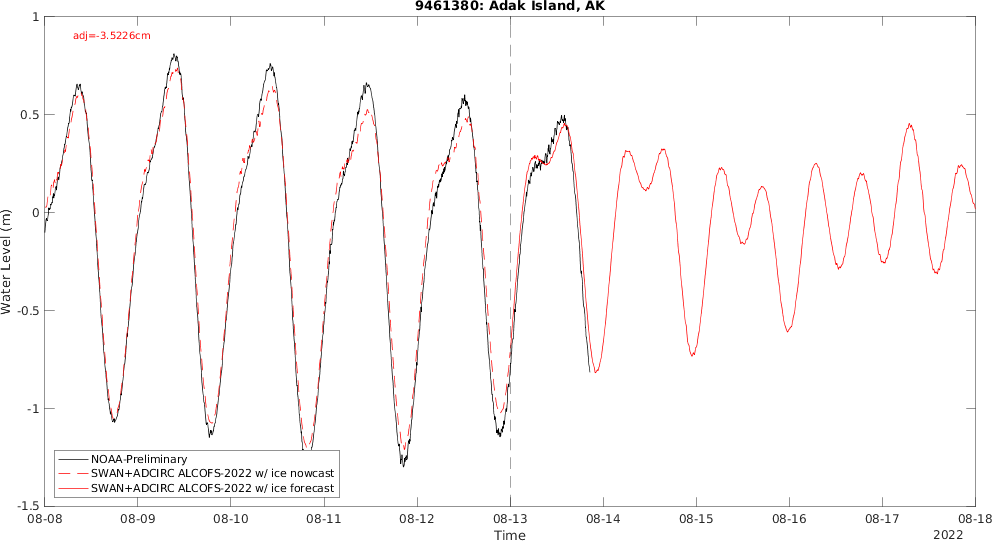 9461380: Adak Island, AK
adj=-3.5226cm
1
0.5
0
-0.5
-1
-1.5
Water Level (m)
NOAA-Preliminary
SWAN+ADCIRC ALCOFS-2022 w/ ice nowcast
SWAN+ADCIRC ALCOFS-2022 w/ ice forecast
08-08 08-09 08-10 08-11 08-12 08-13 08-14 08-15 08-16 08-17 08-18
Time
2022